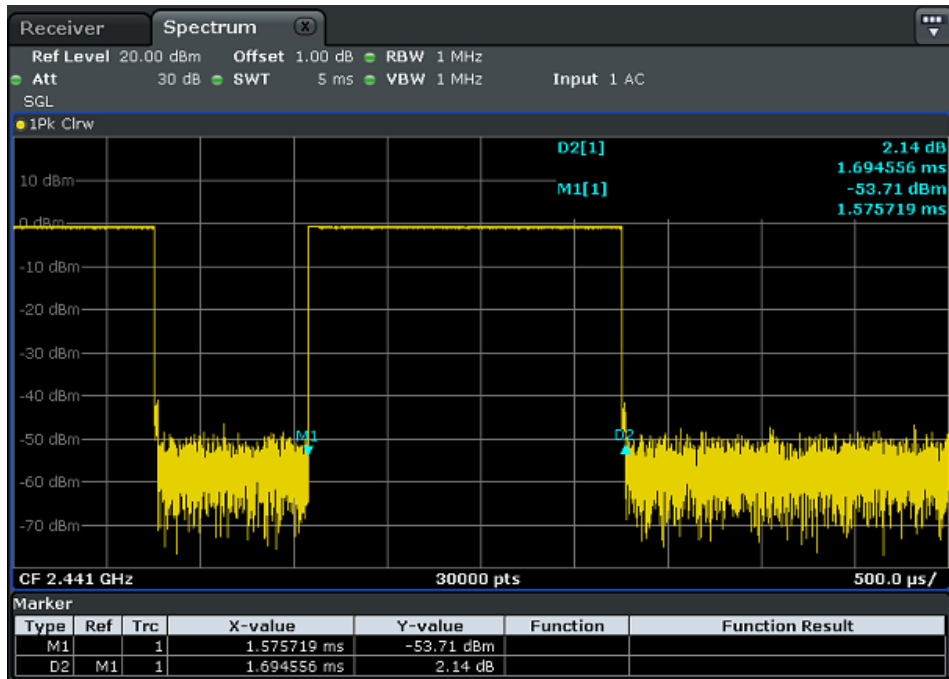 Receiver Spectrum X
Ref Level 20.00 dBm Offset 1.00 dB RBW 1 MHz
Att 30 dB SWT 5 ms VBW 1 MHz Input 1 AC
SGL
1Pk Clrw
D2[1] 2.14 dB
1.694556 ms
M1[1] -53.71 dBm
1.575719 ms
10 dBm
0 dBm
-10 dBm
-20 dBm
-30 dBm
-40 dBm
-50 dBm
M1 D2
-60 dBm
-70 dBm
CF 2.441 GHz 30000 pts 500.0 µs/
Marker
Type Ref Trc X-value Y-value Function Function Result
M1 1 1.575719 ms -53.71 dBm
D2 M1 1 1.694556 ms 2.14 dB